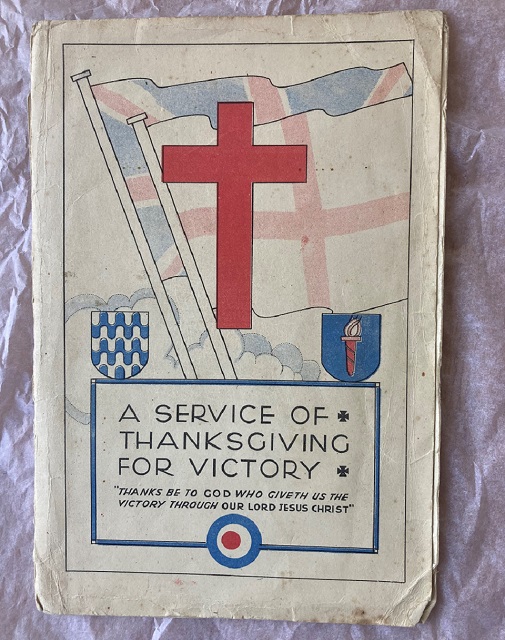 A SERVICE OF
THANKSGIVING
FOR VICTORY
"THANKS BE TO GOD WHO GIVETH US THE
VICTORY THROUGH OUR LORD JESUS CHRIST"